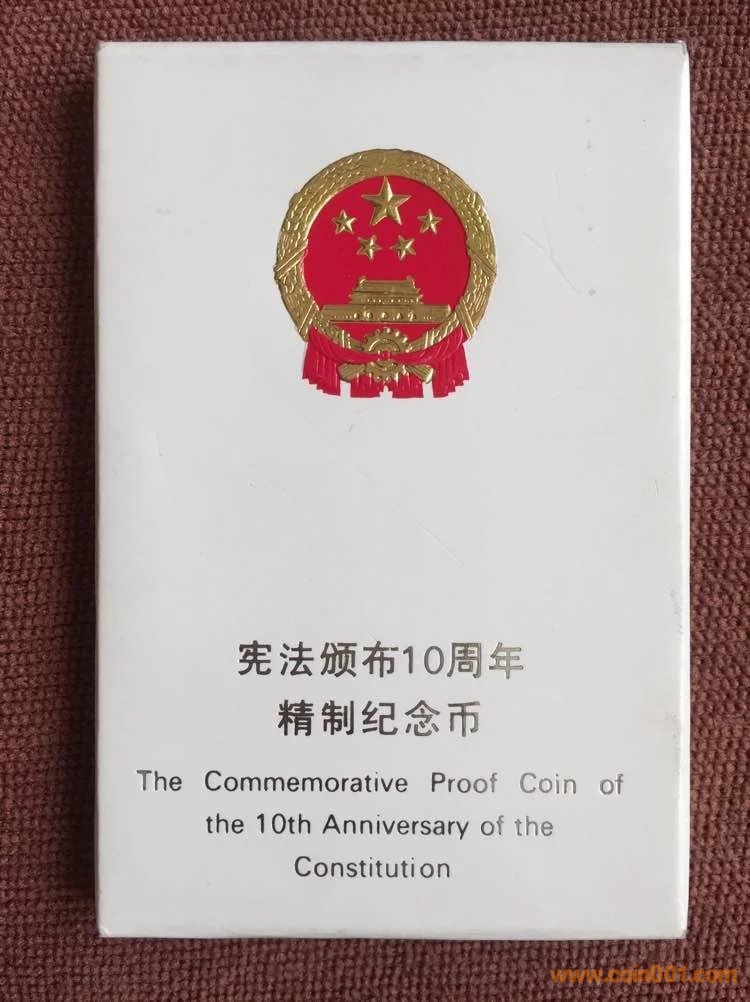 宪法颁布10周年
精制纪念币
The Commemorative Proof Coin of
the 10th Anniversary of the
Constitution
www.coin001.com